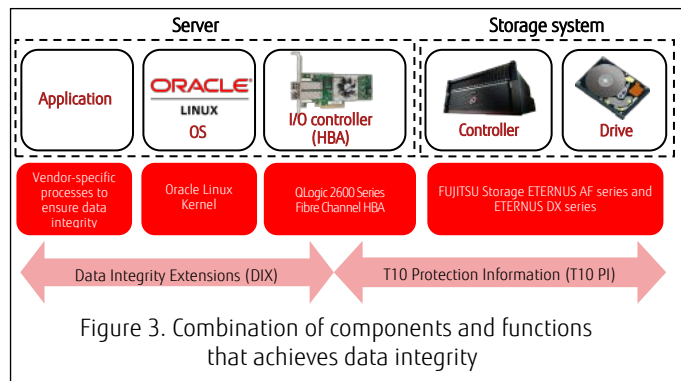 Server
Storage system
Application
ORACLE
LINUX
OS
I/O controller
(HBA)
Controller
Drive
Vendor-specific
processes to
ensure data
integrity
Oracle Linux
Kernel
QLogic 2600 Series
Fibre Channel HBA
FUJITSU Storage ETERNUS AF series and
ETERNUS DX series
Data Integrity Extensions (DIX)
T10 Protection Information (T10 PI)
Figure 3. Combination of components and functions
that achieves data integrity